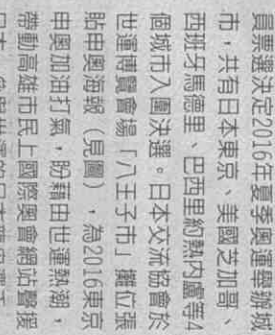 員票選決定2016年夏季奧運舉辦城
市，共有日本東京、美國芝加哥、
西班牙馬德里、巴西里約熱內盧等4
個城市入圍決選。日本交流協會於
世運博覽會場「八王子市」攤位張
貼申奧海報（見圖），為2016東京
申奧加油打氣，盼藉由世運熱潮，
帶動高雄市民上國際奧會網站聲援